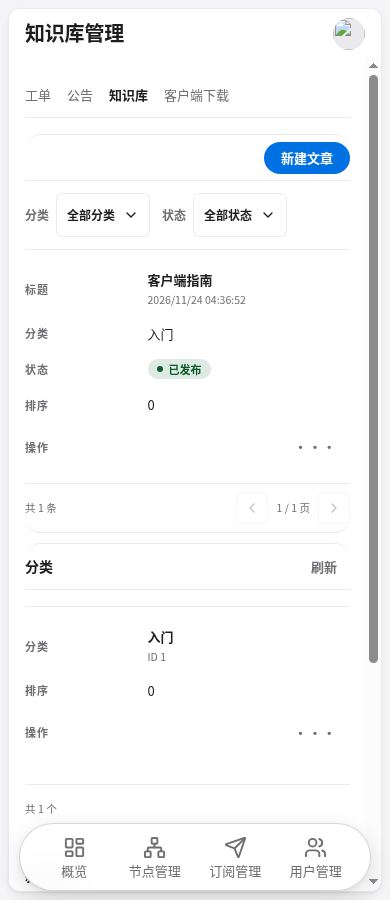 知识库管理
工单 公告 知识库 客户端下载
新建文章
分类 全部分类 状态 全部状态
标题 客户端指南
2026/11/24 04:36:52
分类 入门
状态 已发布
排序 0
操作 • • •
共 1 条 1 / 1 页
分类 刷新
分类 入门
ID 1
排序 0
操作 • • •
共 1 个
概览 节点管理 订阅管理 用户管理